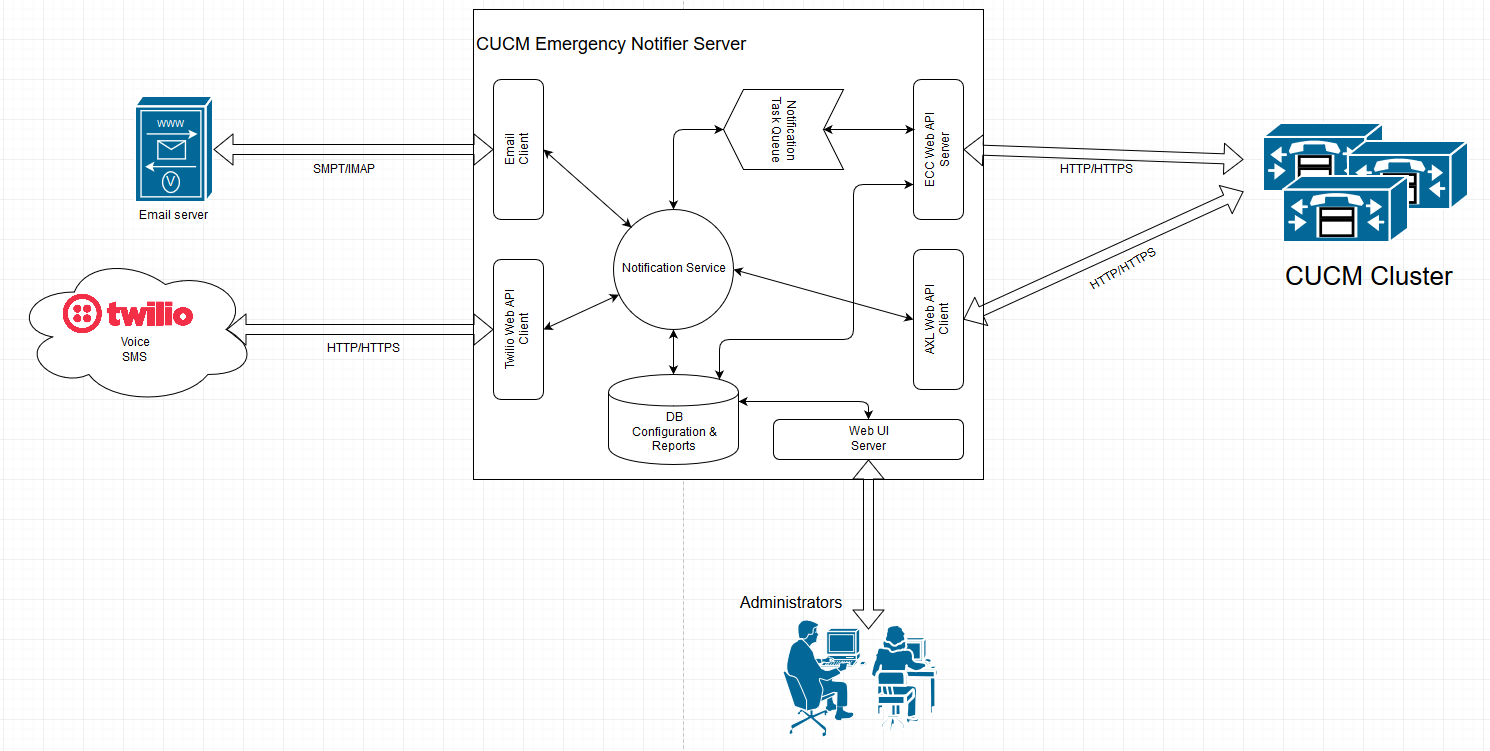 CUCM Emergency Notifier Server
www
V
Email server
SMPT/IMAP
Email
Client
Notification
Task Queue
ECC Web API
Server
HTTP/HTTPS
CUCM Cluster
HTTP/HTTPS
Notification Service
twilio
Voice
SMS
HTTP/HTTPS
Twilio Web API
Client
AXL Web API
Client
DB
Configuration &
Reports
Web UI
Server
Administrators